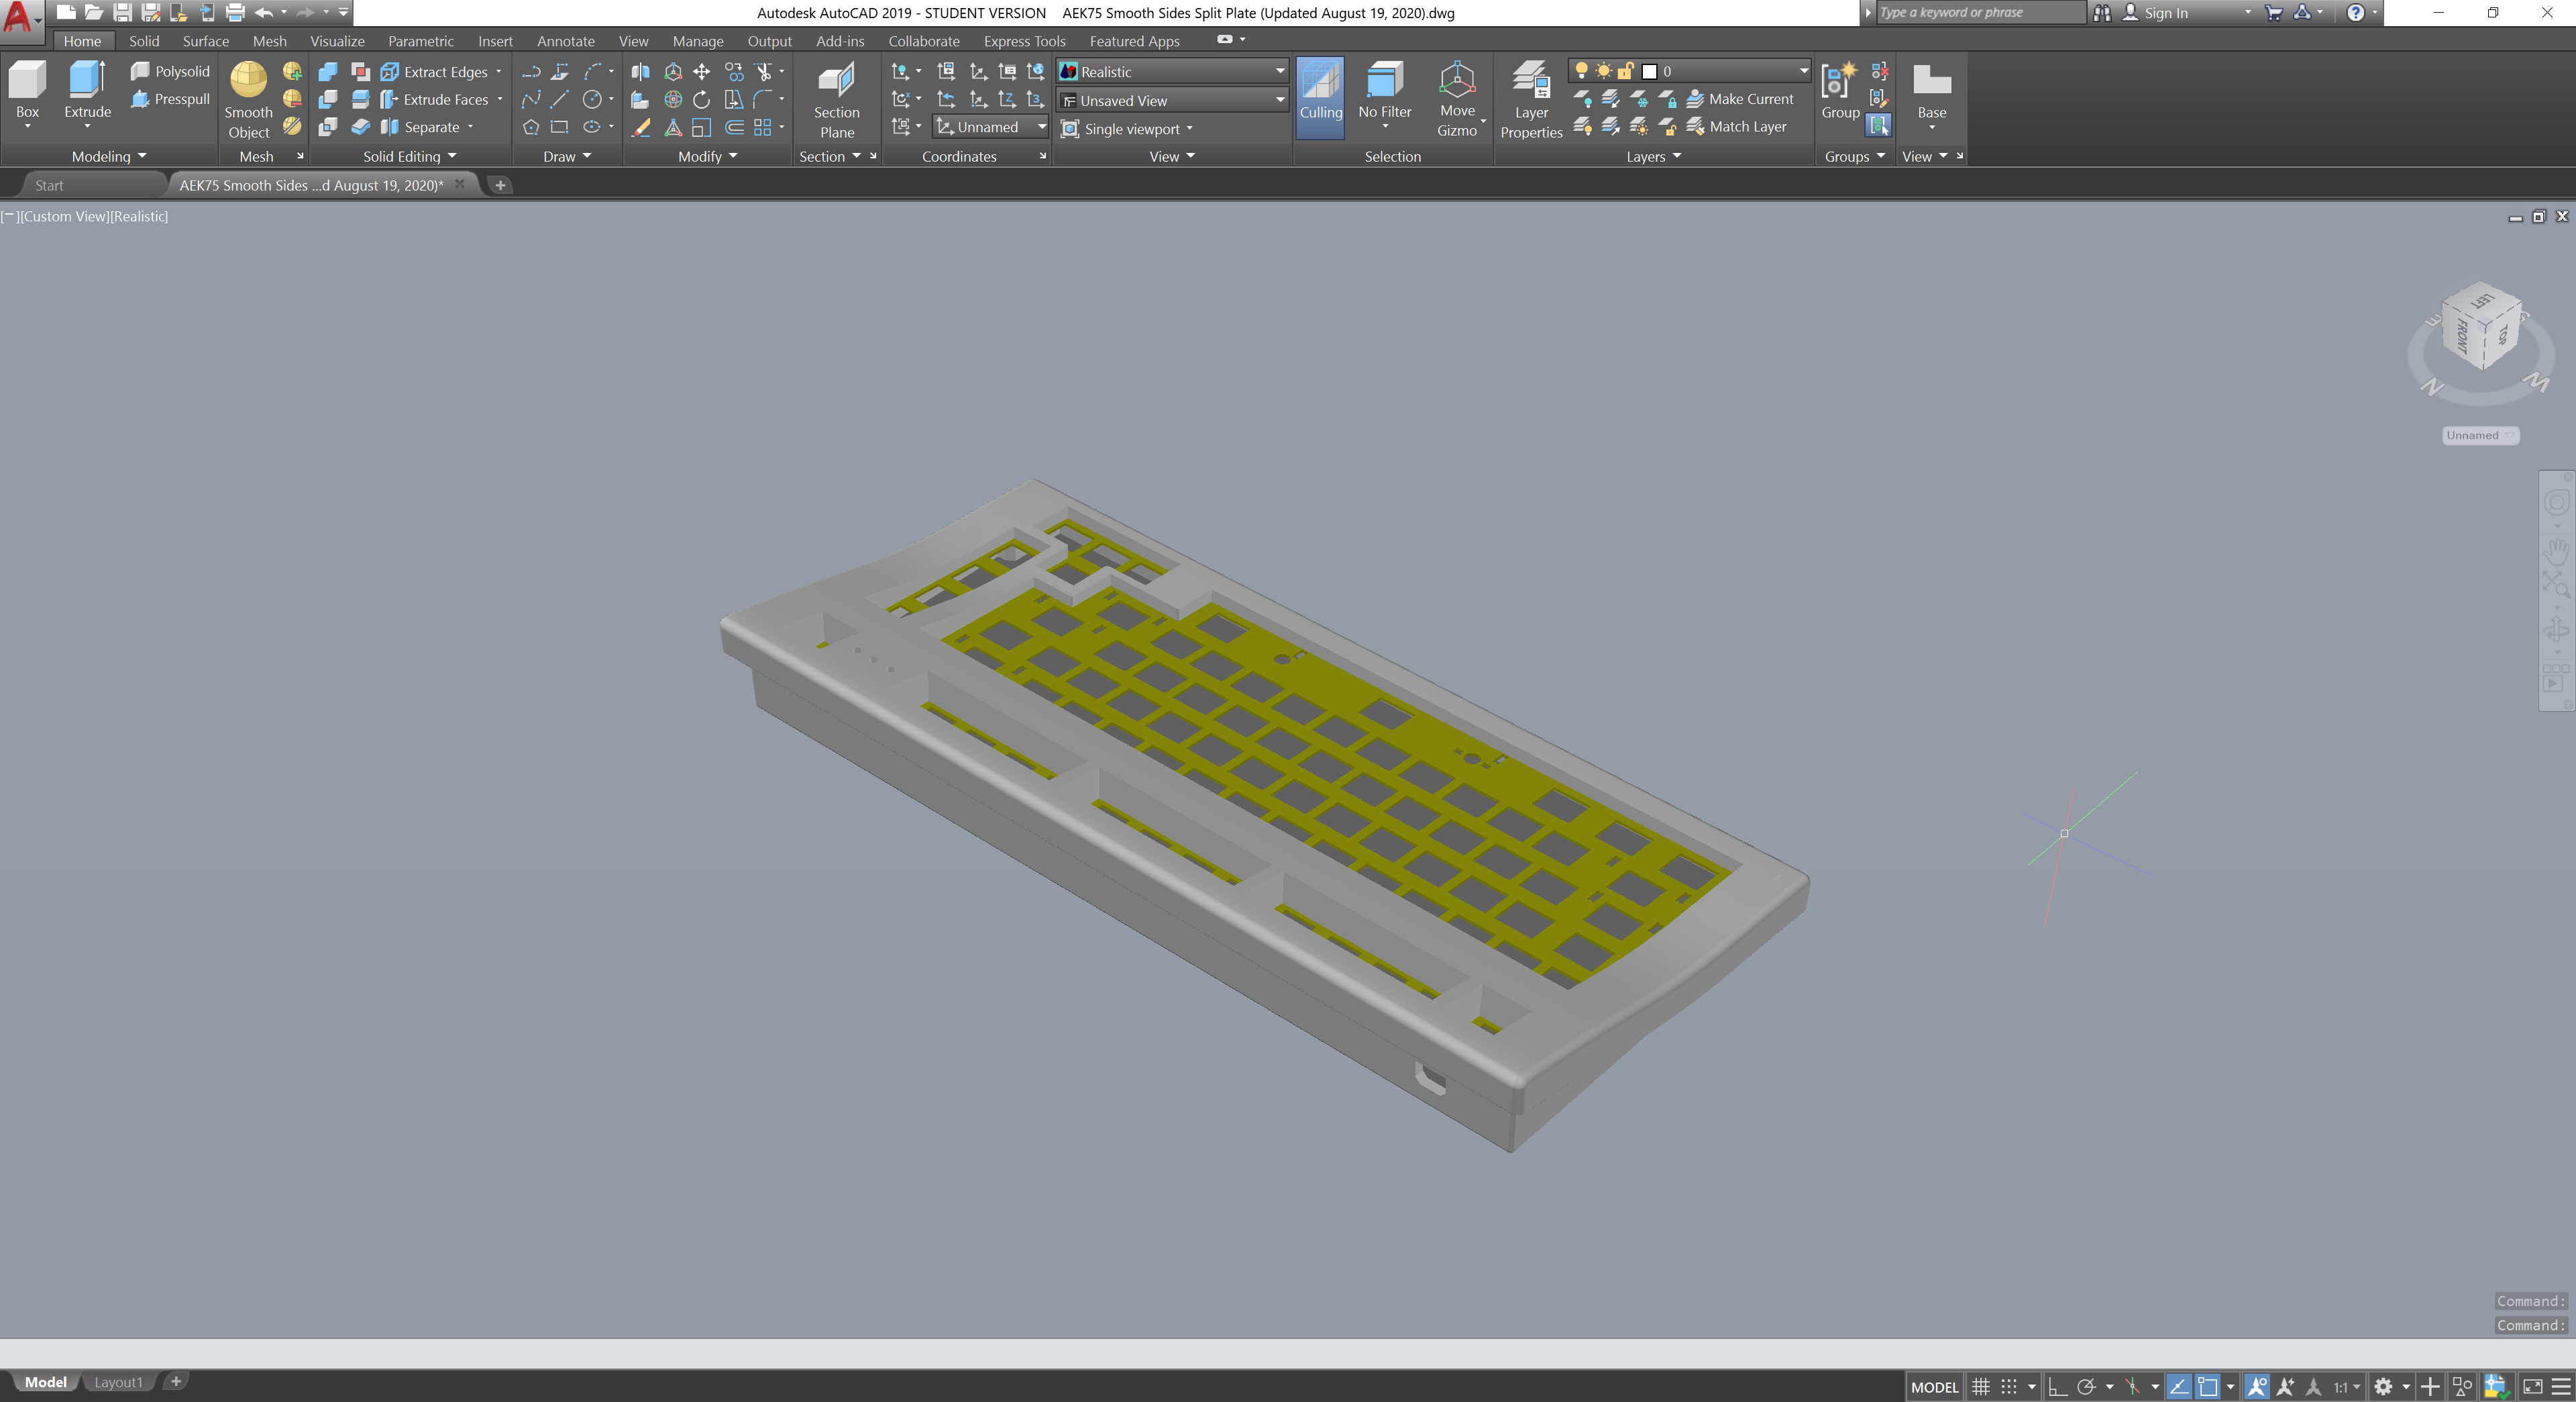 Autodesk AutoCAD 2019 - STUDENT VERSION AEK75 Smooth Sides Split Plate (Updated August 19, 2020).dwg
Type a keyword or phrase
Sign In
Home Solid Surface Mesh Visualize Parametric Insert Annotate View Manage Output Add-ins Collaborate Express Tools Featured Apps
Box
Extrude
Polysolid
Presspull
Modeling
Smooth
Object
Mesh
Extract Edges
Extrude Faces
Separate
Solid Editing
Draw
Modify
Section
Plane
Section
Unnamed
Coordinates
Realistic
Unsaved View
Single viewport
View
Culling
No Filter
Move
Gizmo
Selection
Layer
Properties
0
Make Current
Match Layer
Layers
Group
Groups
Base
View
Start
AEK75 Smooth Sides ...d August 19, 2020)*
[−][Custom View][Realistic]
LEFT
FRONT
TOP
E
S
N
W
Unnamed
Command:
Command:
Model
Layout1
MODEL
1:1